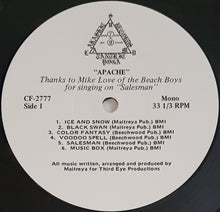 "APACHE"
Thanks to Mike Love of the Beach Boys
for singing on "Salesman"
CF-2777
Side 1
Mono
33 1/3 RPM
1. ICE AND SNOW (Maitreya Pub.) BMI
2. BLACK SWAN (Maitreya Pub.) BMI
3. COLOR FANTASY (Beechwood Pub.) BMI
4. VOODOO SPELL (Beechwood Pub.) BMI
5. SALESMAN (Beechwood Pub.) BMI
6. MUSIC BOX (Maitreya Pub.) BMI
All music written, arranged and produced by
Maitreya for Third Eye Productions